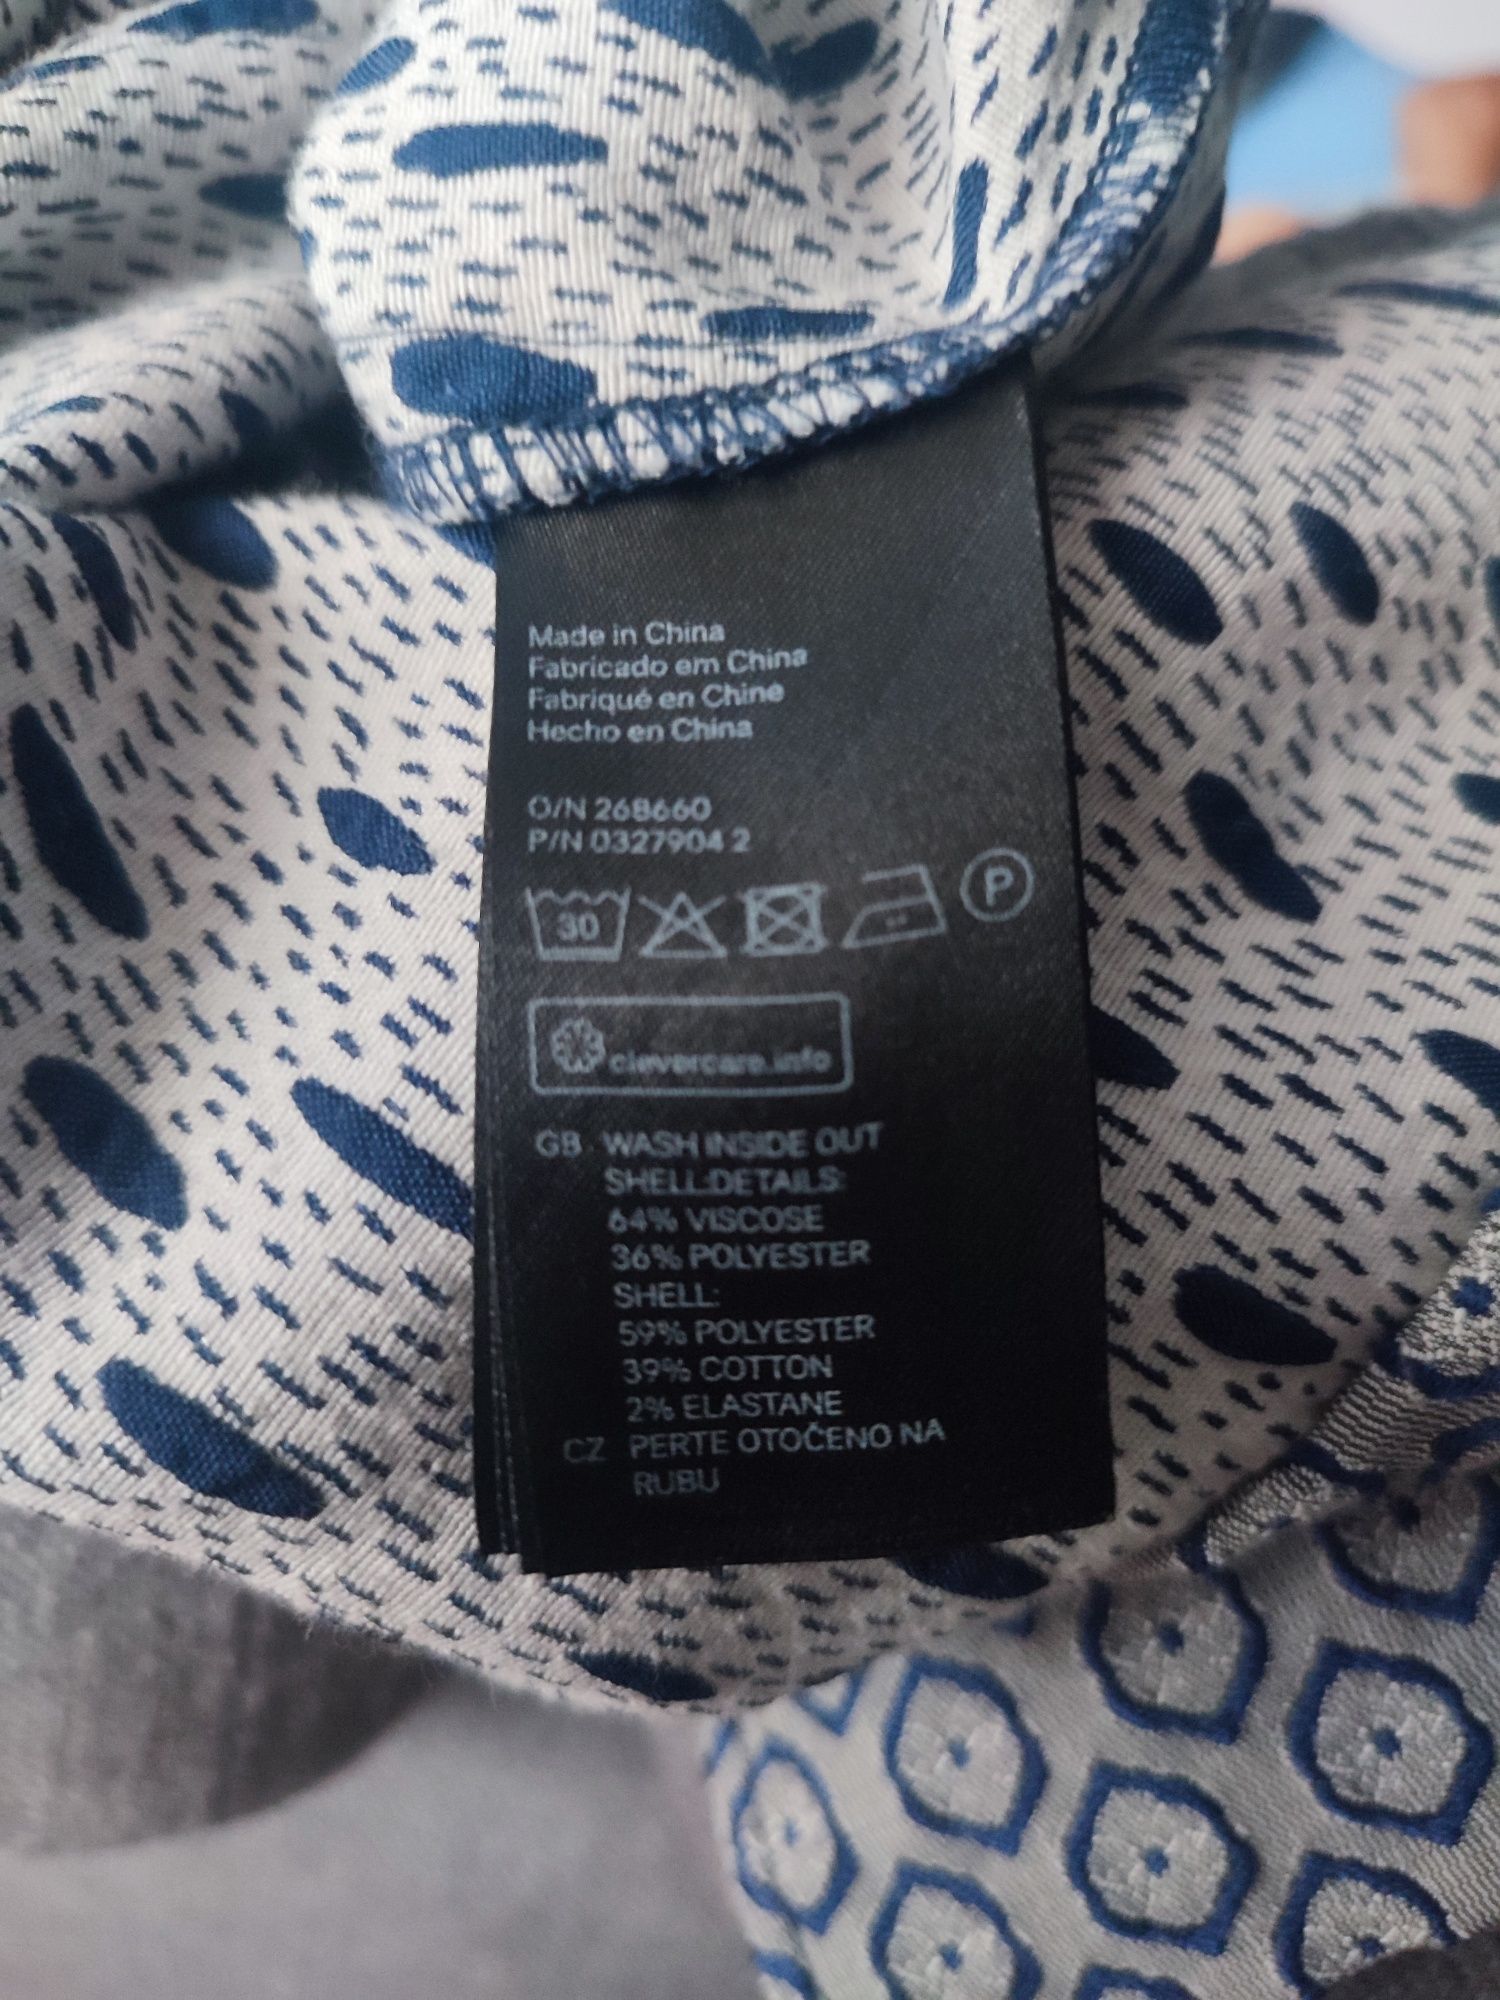 Made in China
Fabricado em China
Fabriqué en Chine
Hecho en China
O/N 268660
P/N 0327904 2
30 P
clevercare.info
GB WASH INSIDE OUT
SHELL:DETAILS:
64% VISCOSE
36% POLYESTER
SHELL:
59% POLYESTER
39% COTTON
2% ELASTANE
CZ PERTE OTOČENO NA
RUBU